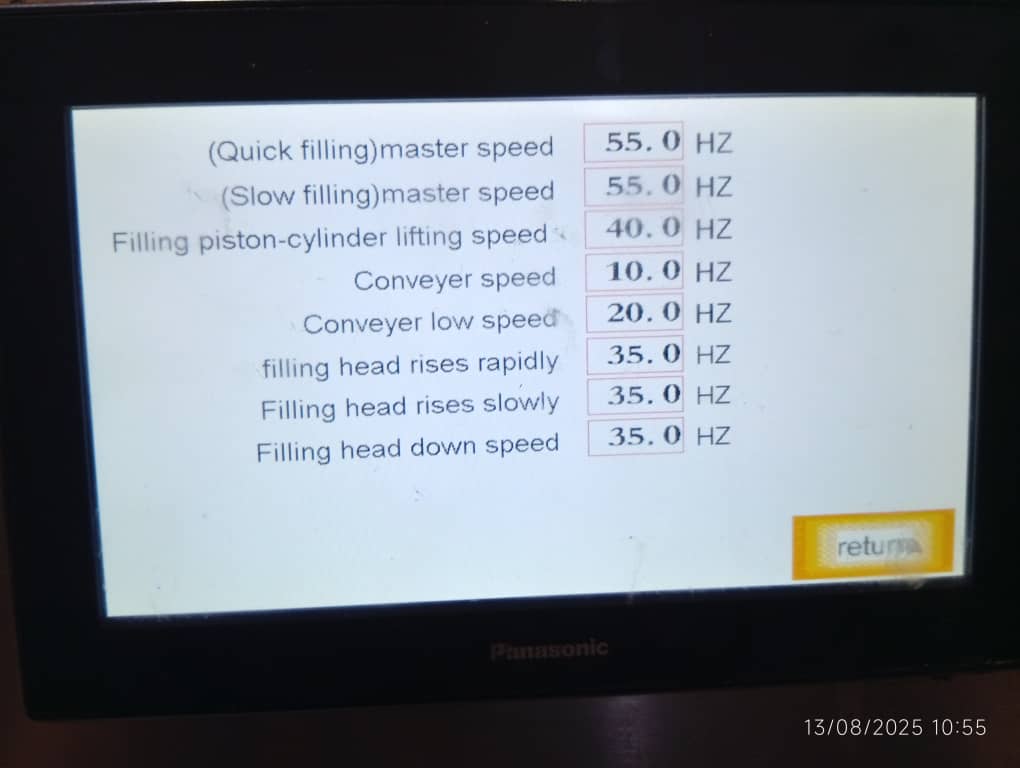 (Quick filling)master speed 55.0 HZ
(Slow filling)master speed 55.0 HZ
Filling piston-cylinder lifting speed 40.0 HZ
Conveyer speed 10.0 HZ
Conveyer low speed 20.0 HZ
filling head rises rapidly 35.0 HZ
Filling head rises slowly 35.0 HZ
Filling head down speed 35.0 HZ
return
Panasonic
13/08/2025 10:55